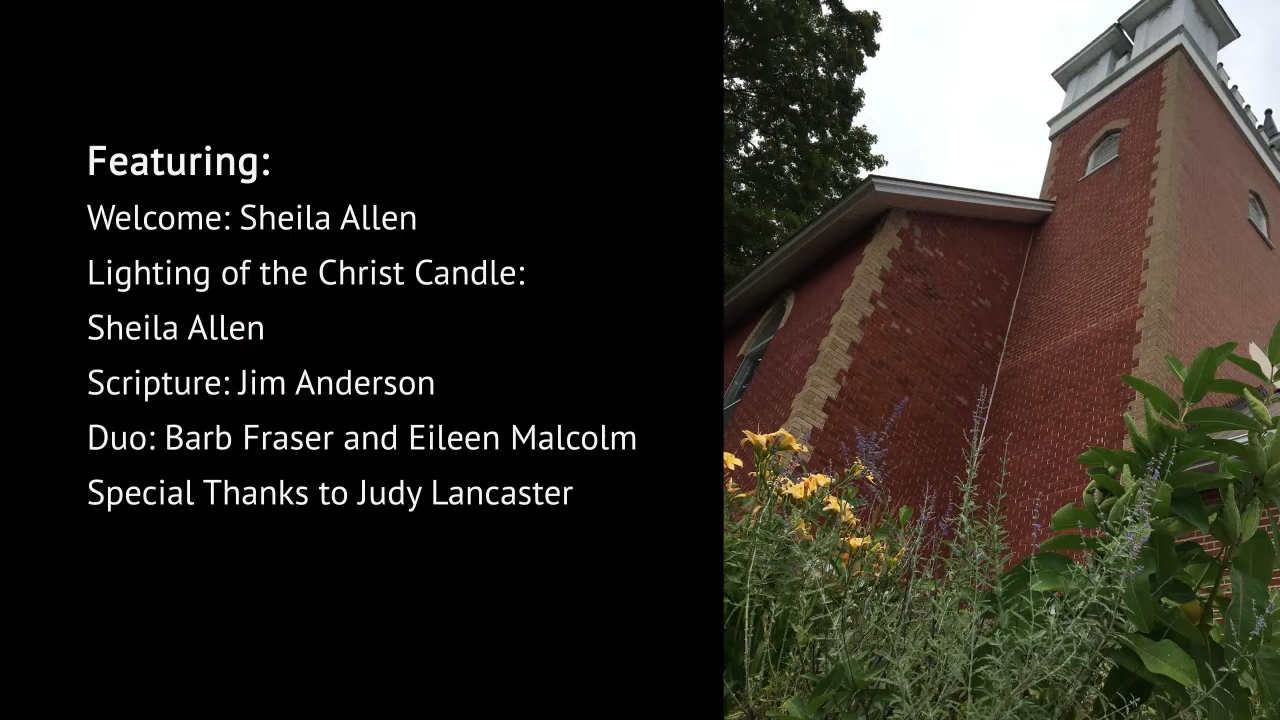 Featuring:
Welcome: Sheila Allen
Lighting of the Christ Candle:
Sheila Allen
Scripture: Jim Anderson
Duo: Barb Fraser and Eileen Malcolm
Special Thanks to Judy Lancaster